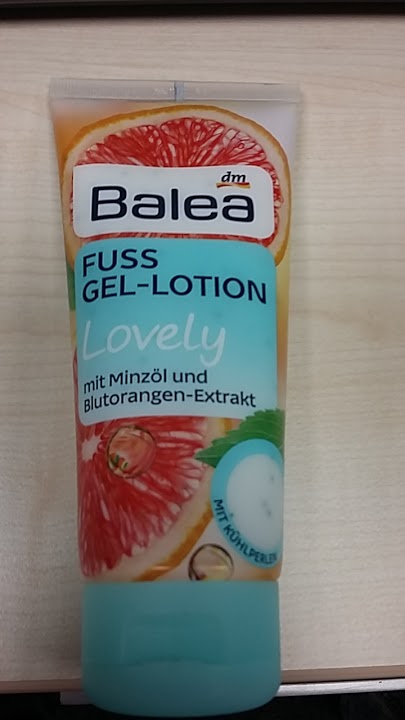 dm
Balea
FUSS
GEL-LOTION
Lovely
mit Minzöl und
Blutorangen-Extrakt
MIT KÜHLPERLEN